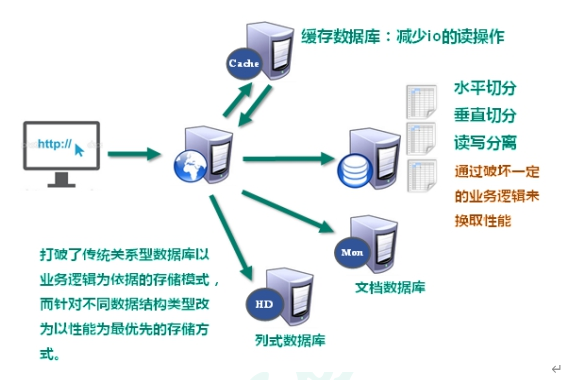 缓存数据库：减少io的读操作
Cache
水平切分
垂直切分
读写分离
http://
通过破坏一定
的业务逻辑来
换取性能
Mon
文档数据库
打破了传统关系型数据库以
业务逻辑为依据的存储模式，
而针对不同数据结构类型改
为以性能为最优先的存储方
式。
HD
列式数据库